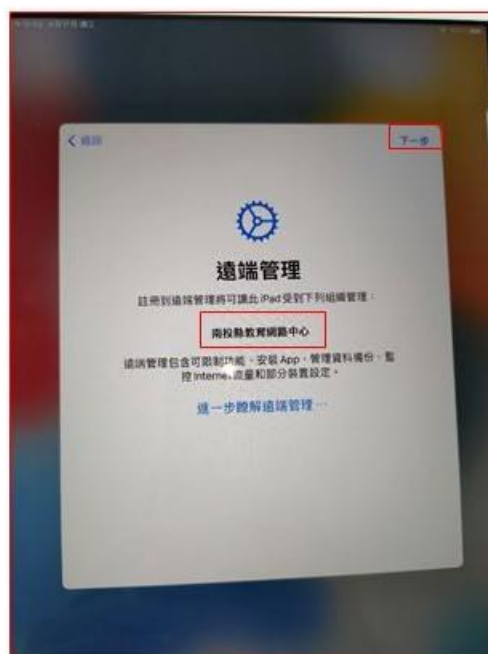 返回
下一步
遠端管理
註冊到遠端管理將可讓此 iPad 受到下列組織管理：
南投縣教育網路中心
遠端管理包含可限制功能、安裝 App、管理資料備份、監
控 Internet 流量和部分裝置設定。
進一步瞭解遠端管理⋯